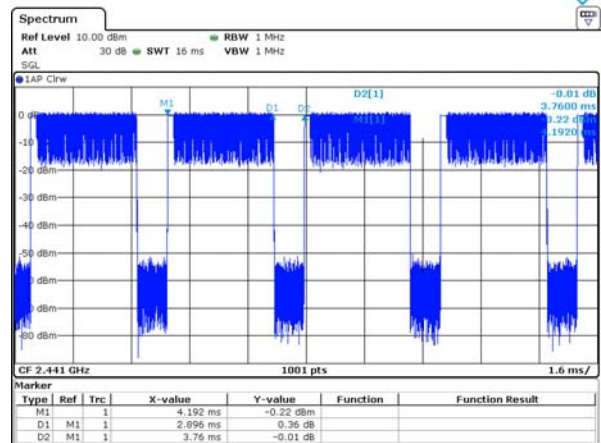 Spectrum
Ref Level 10.00 dBm RBW 1 MHz
Att 30 dB SWT 16 ms VBW 1 MHz
SGL
1AP Clrw
D2[1] -0.01 dB
3.7600 ms
M1[1] -0.22 dBm
4.1920 ms
M1
D1
D2
0 dBm
-10
-20 dBm
-30 dBm
-40 dBm
-50 dBm
dBm
dBm
-80 dBm
CF 2.441 GHz 1001 pts 1.6 ms/
Marker
Type Ref Trc X-value Y-value Function Function Result
M1 1 4.192 ms -0.22 dBm
D1 M1 1 2.896 ms 0.36 dB
D2 M1 1 3.76 ms -0.01 dB